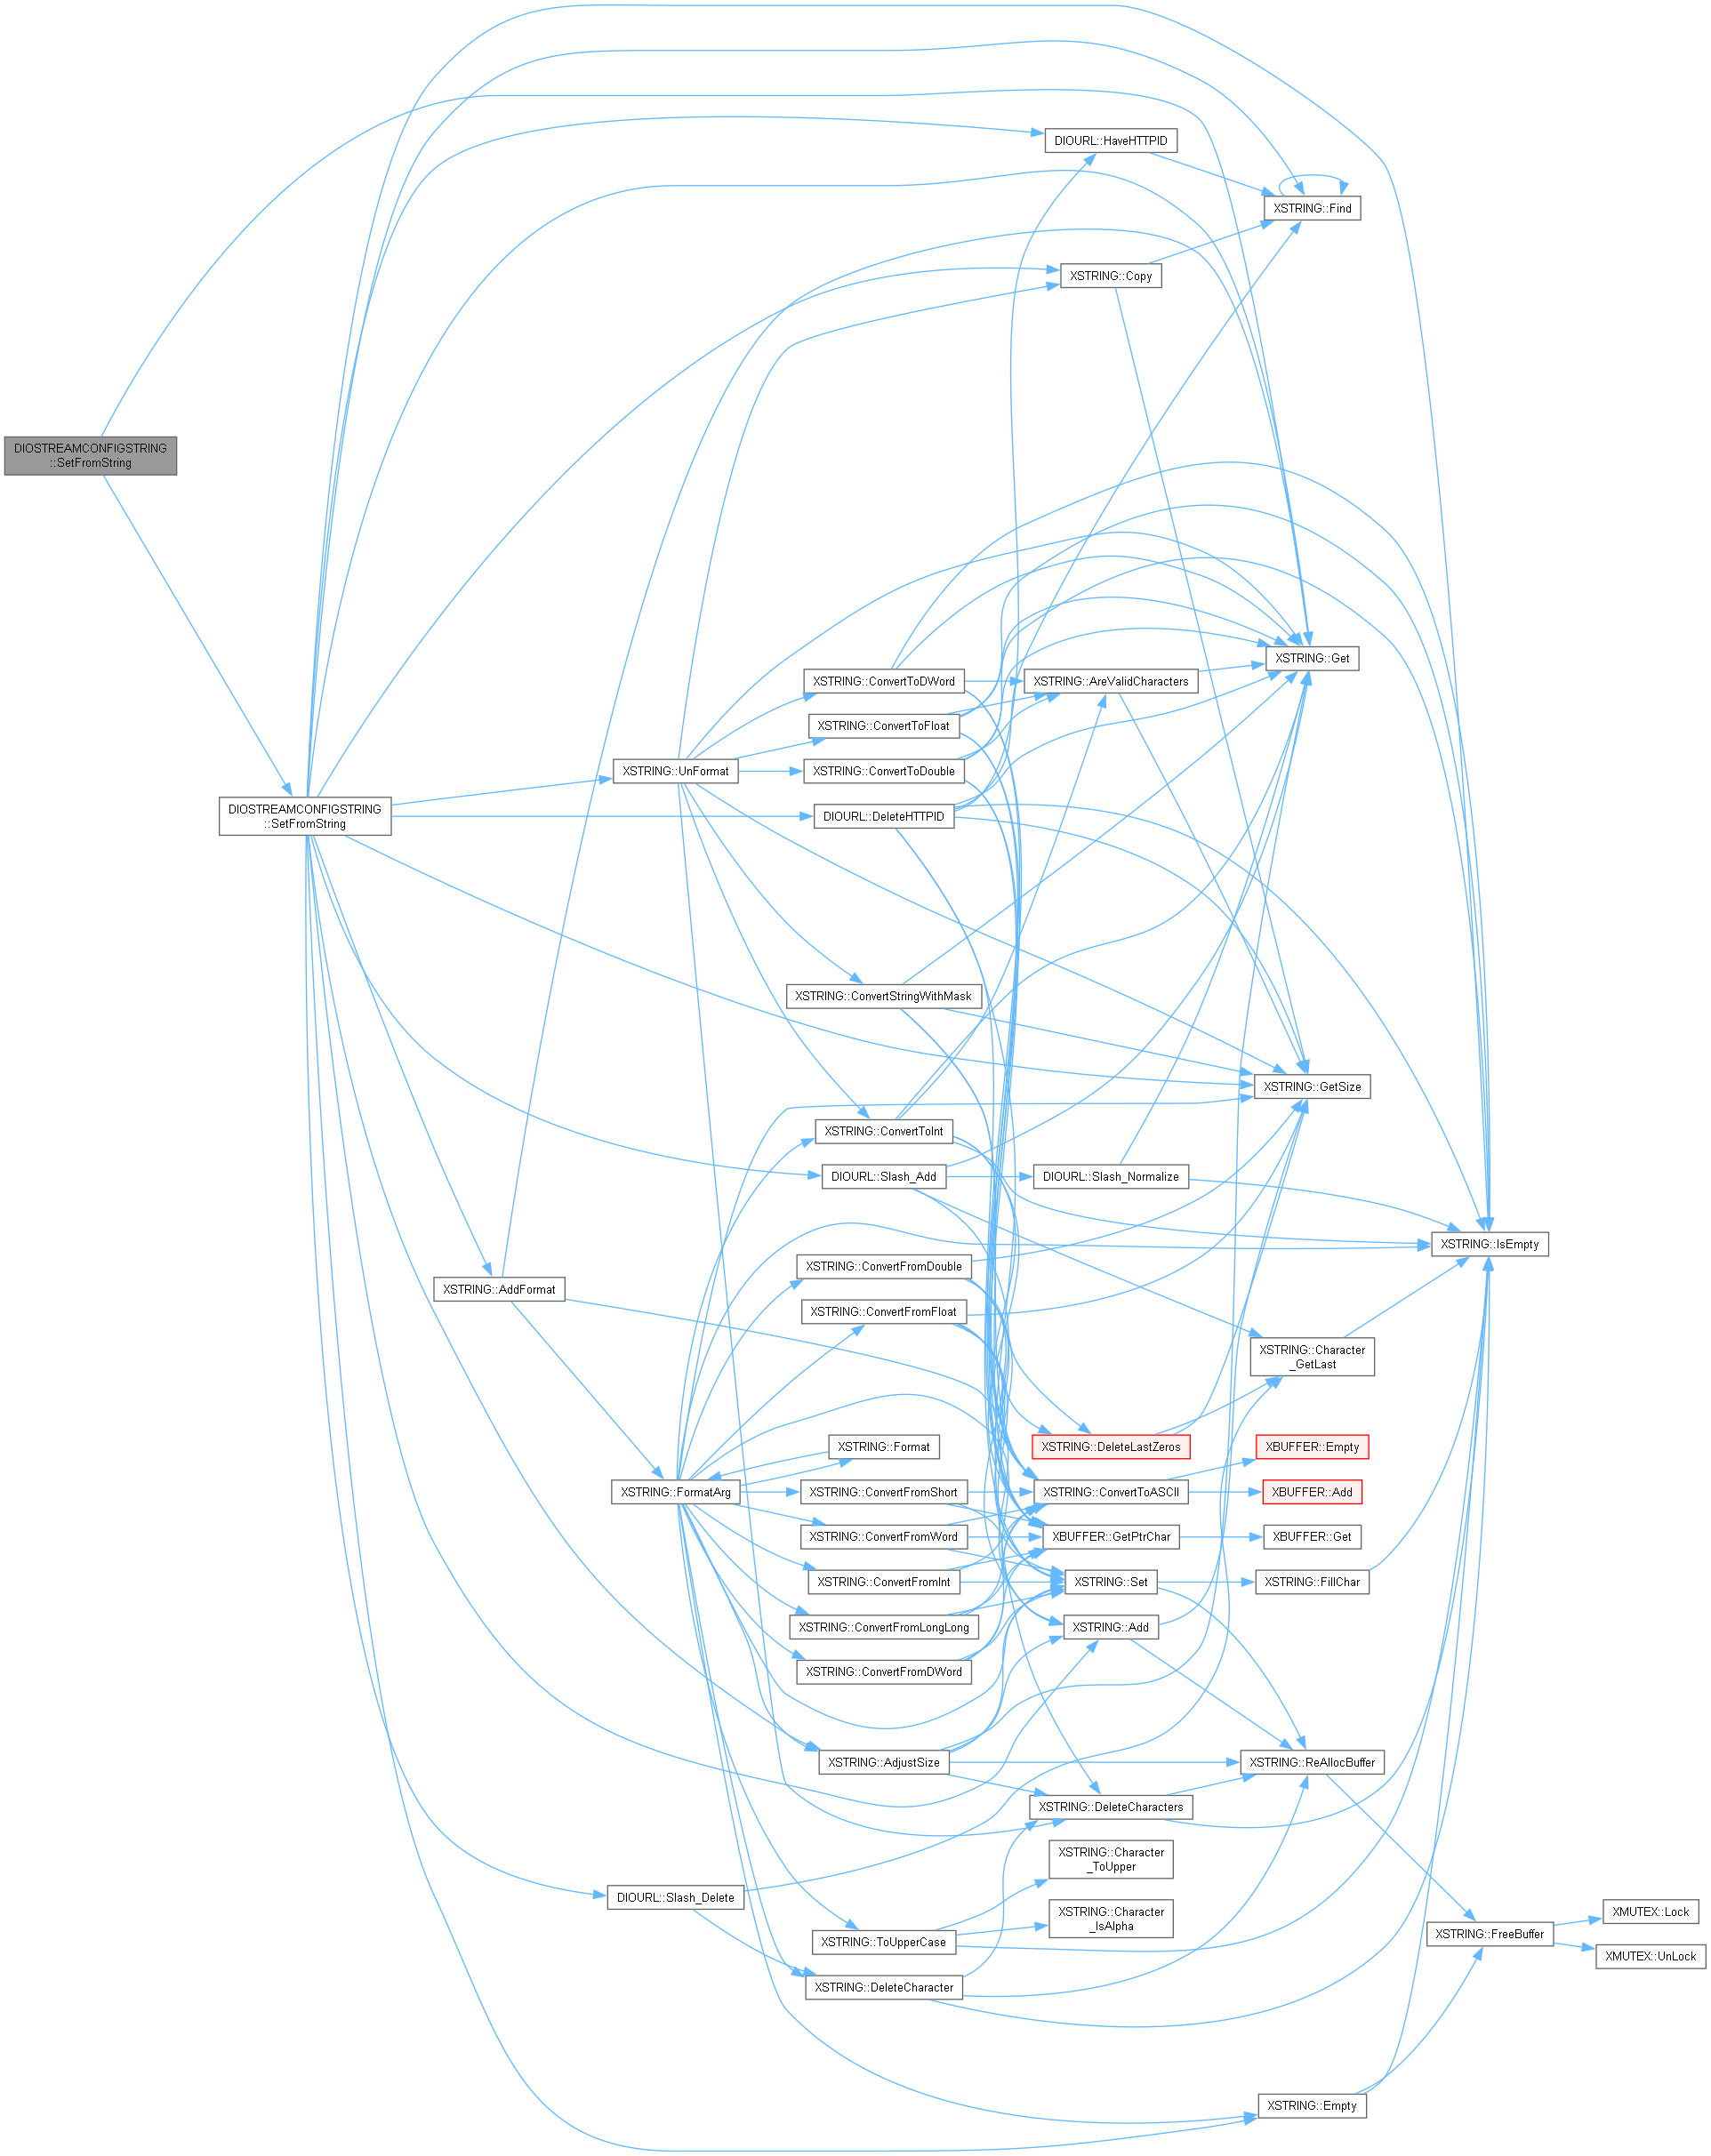 DIOSTREAMCONFIGSTRING
::SetFromString
DIOSTREAMCONFIGSTRING
::SetFromString
XSTRING::AddFormat
XSTRING::UnFormat
XSTRING::FormatArg
DIOURL::Slash_Delete
XSTRING::ConvertToDWord
XSTRING::ConvertToFloat
XSTRING::ConvertToDouble
DIOURL::DeleteHTTPID
XSTRING::ConvertStringWithMask
XSTRING::ConvertToInt
DIOURL::Slash_Add
XSTRING::ConvertFromDouble
XSTRING::ConvertFromFloat
XSTRING::Format
XSTRING::ConvertFromShort
XSTRING::ConvertFromWord
XSTRING::ConvertFromInt
XSTRING::ConvertFromLongLong
XSTRING::ConvertFromDWord
XSTRING::AdjustSize
XSTRING::ToUpperCase
XSTRING::DeleteCharacter
DIOURL::HaveHTTPID
XSTRING::Copy
XSTRING::AreValidCharacters
DIOURL::Slash_Normalize
XSTRING::DeleteLastZeros
XSTRING::ConvertToASCII
XBUFFER::GetPtrChar
XSTRING::Set
XSTRING::Add
XSTRING::DeleteCharacters
XSTRING::Character
_ToUpper
XSTRING::Character
_IsAlpha
XSTRING::Find
XSTRING::Get
XSTRING::GetSize
XSTRING::Character
_GetLast
XBUFFER::Empty
XBUFFER::Add
XBUFFER::Get
XSTRING::FillChar
XSTRING::ReAllocBuffer
XSTRING::Empty
XSTRING::IsEmpty
XSTRING::FreeBuffer
XMUTEX::Lock
XMUTEX::UnLock